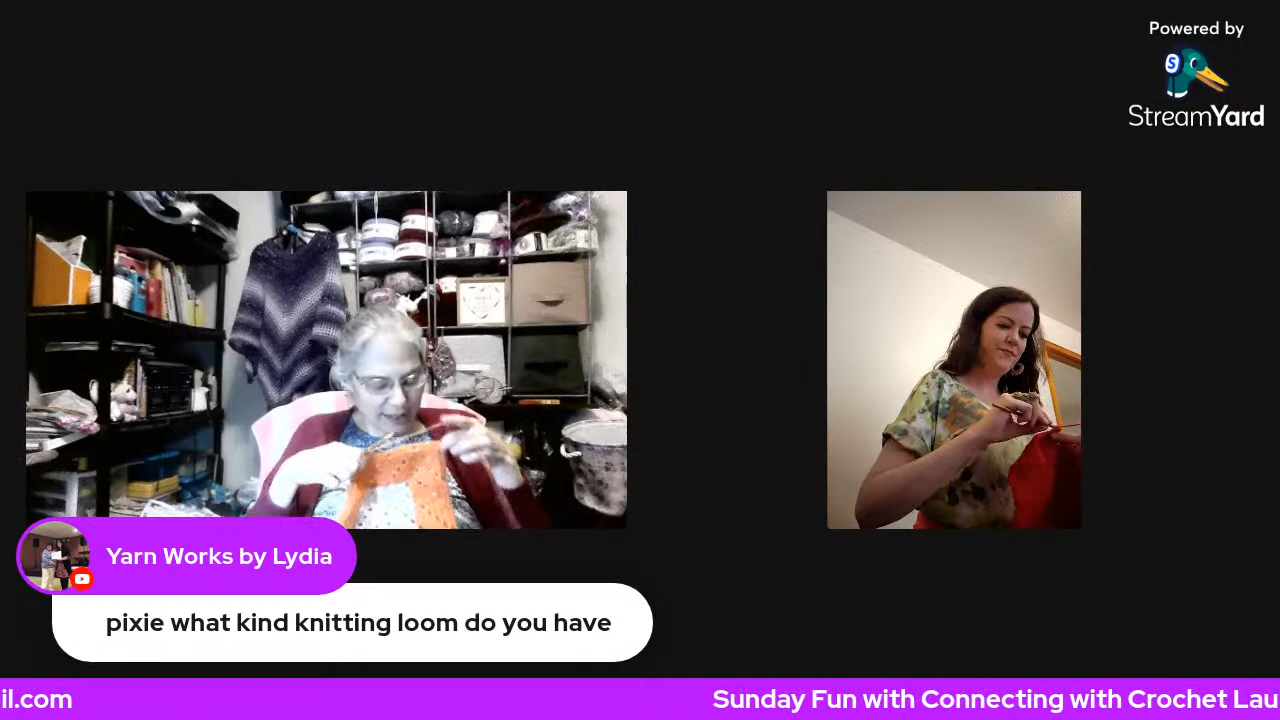 Powered by
StreamYard
Yarn Works by Lydia
pixie what kind knitting loom do you have
il.com
Sunday Fun with Connecting with Crochet Lau